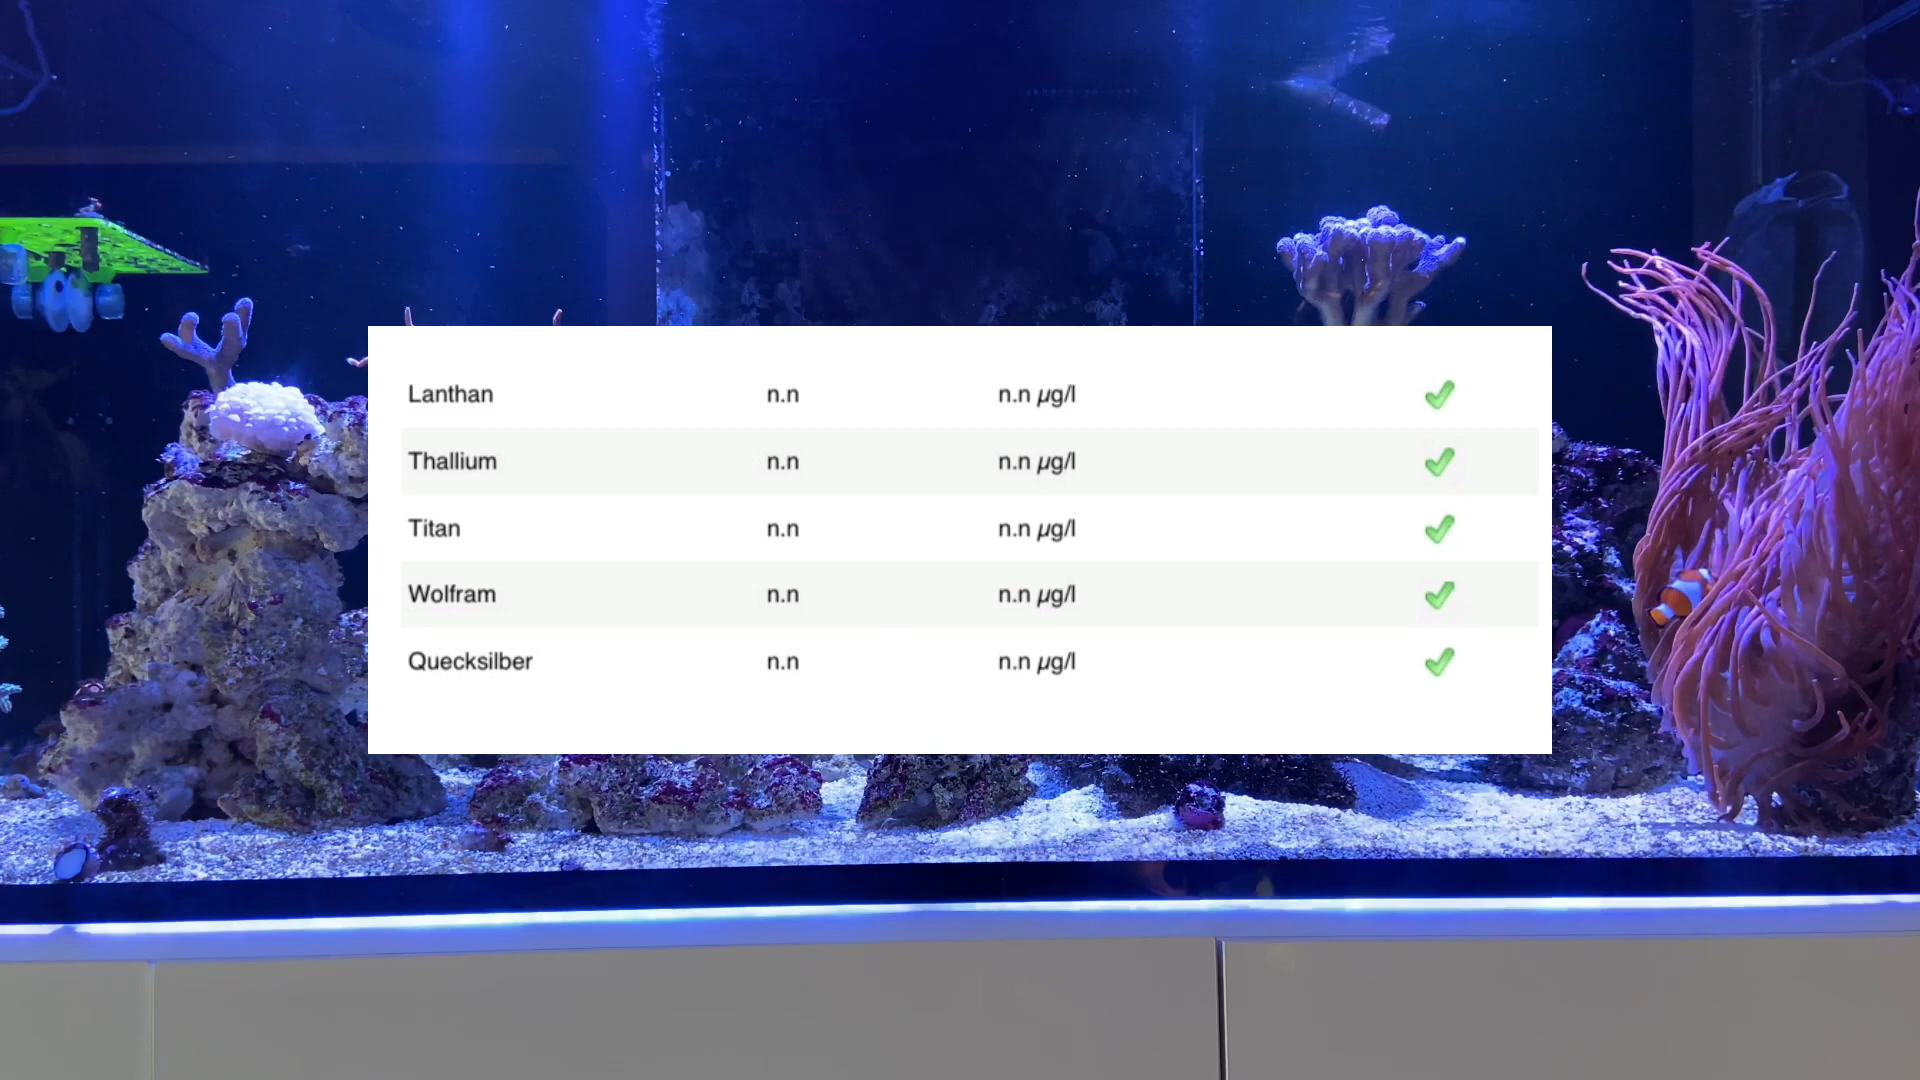 Lanthan n.n n.n µg/l
Thallium n.n n.n µg/l
Titan n.n n.n µg/l
Wolfram n.n n.n µg/l
Quecksilber n.n n.n µg/l